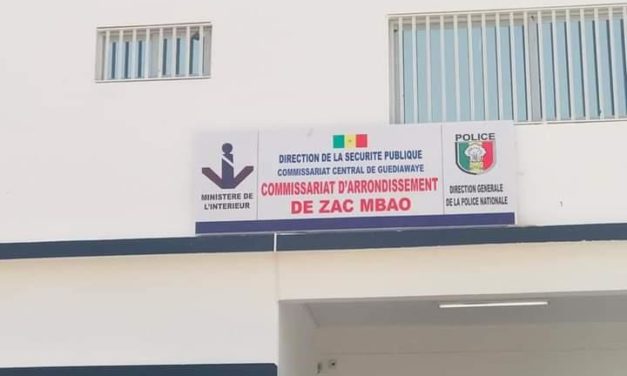 MINISTERE DE
L'INTERIEUR
DIRECTION DE LA SECURITE PUBLIQUE
COMMISSARIAT CENTRAL DE GUEDIAWAYE
COMMISSARIAT D'ARRONDISSEMENT
DE ZAC MBAO
POLICE
DIRECTION GENERALE
DE LA POLICE NATIONALE